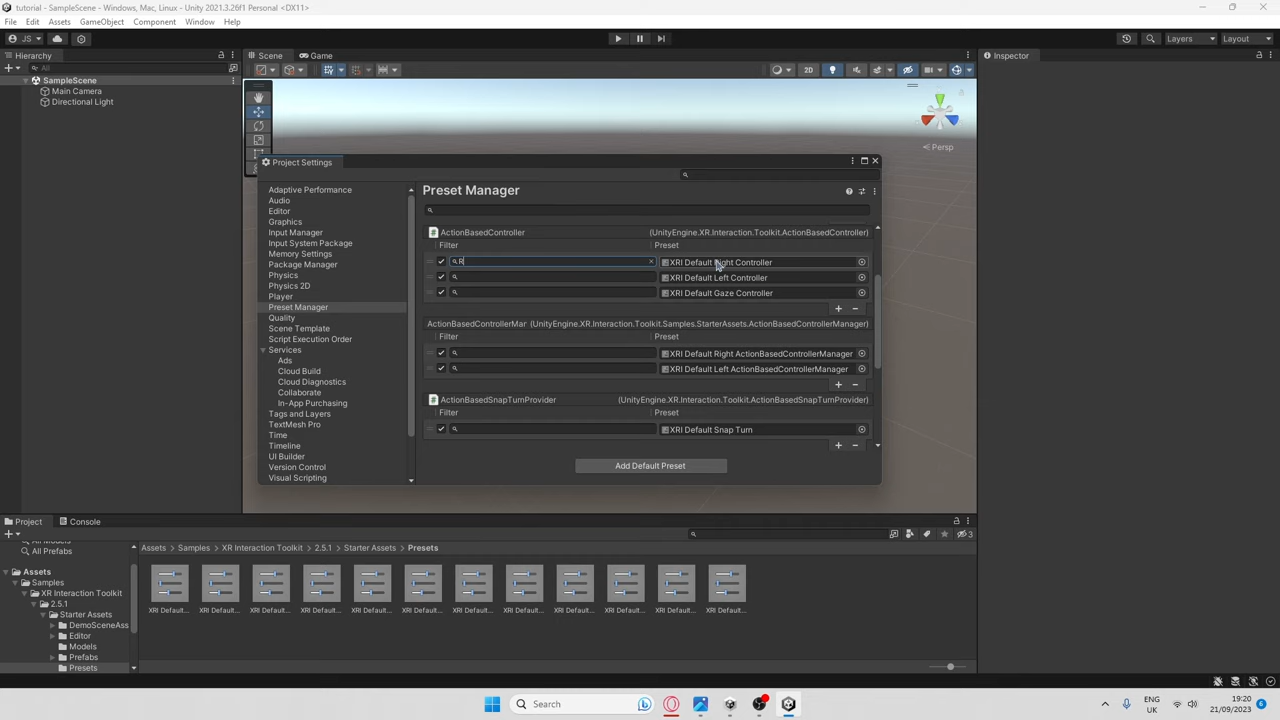 tutorial - SampleScene - Windows, Mac, Linux - Unity 2021.3.26f1 Personal <DX11>
File Edit Assets GameObject Component Window Help
JS Layers Layout
Hierarchy Scene Game Inspector
All 2D
SampleScene
Main Camera
Directional Light
Persp
Project Settings
Preset Manager
Adaptive Performance
Audio
Editor
Graphics
Input Manager
Input System Package
Memory Settings
Package Manager
Physics
Physics 2D
Player
Preset Manager
Quality
Scene Template
Script Execution Order
Services
Ads
Cloud Build
Cloud Diagnostics
Collaborate
In-App Purchasing
Tags and Layers
TextMesh Pro
Time
Timeline
UI Builder
Version Control
Visual Scripting
ActionBasedController (UnityEngine.XR.Interaction.Toolkit.ActionBasedController)
Filter Preset
R XRI Default Right Controller
XRI Default Left Controller
XRI Default Gaze Controller
ActionBasedControllerMar (UnityEngine.XR.Interaction.Toolkit.Samples.StarterAssets.ActionBasedControllerManager)
Filter Preset
XRI Default Right ActionBasedControllerManager
XRI Default Left ActionBasedControllerManager
ActionBasedSnapTurnProvider (UnityEngine.XR.Interaction.Toolkit.ActionBasedSnapTurnProvider)
Filter Preset
XRI Default Snap Turn
Add Default Preset
Project Console
3
All Prefabs
Assets
Samples
XR Interaction Toolkit
2.5.1
Starter Assets
DemoSceneAss
Editor
Models
Prefabs
Presets
Assets Samples XR Interaction Toolkit 2.5.1 Starter Assets Presets
XRI Default... XRI Default... XRI Default... XRI Default... XRI Default... XRI Default... XRI Default... XRI Default... XRI Default... XRI Default... XRI Default... XRI Default...
Search
ENG
UK
19:20
21/09/2023